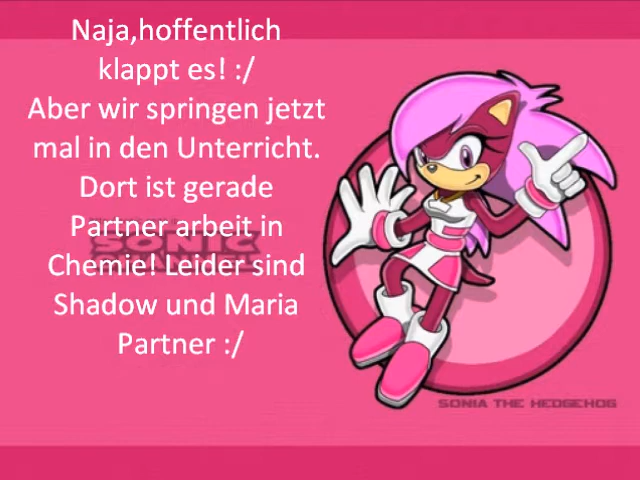 Naja,hoffentlich
klappt es! :/
Aber wir springen jetzt
mal in den Unterricht.
Dort ist gerade
Partner arbeit in
SONIC
Chemie! Leider sind
Shadow und Maria
Partner :/
SONIA THE HEDGEHOG